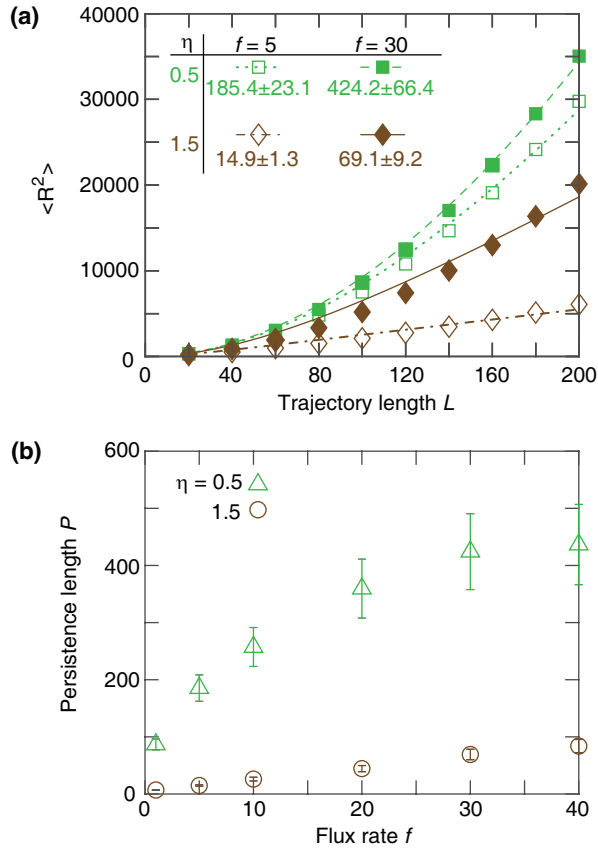 (a)
η f = 5 f = 30
0.5
185.4±23.1 424.2±66.4
1.5
14.9±1.3 69.1±9.2
40000
30000
20000
10000
0
<R²>
0 40 80 120 160 200
Trajectory length L
(b)
η = 0.5
1.5
600
400
200
0
Persistence length P
0 10 20 30 40
Flux rate f